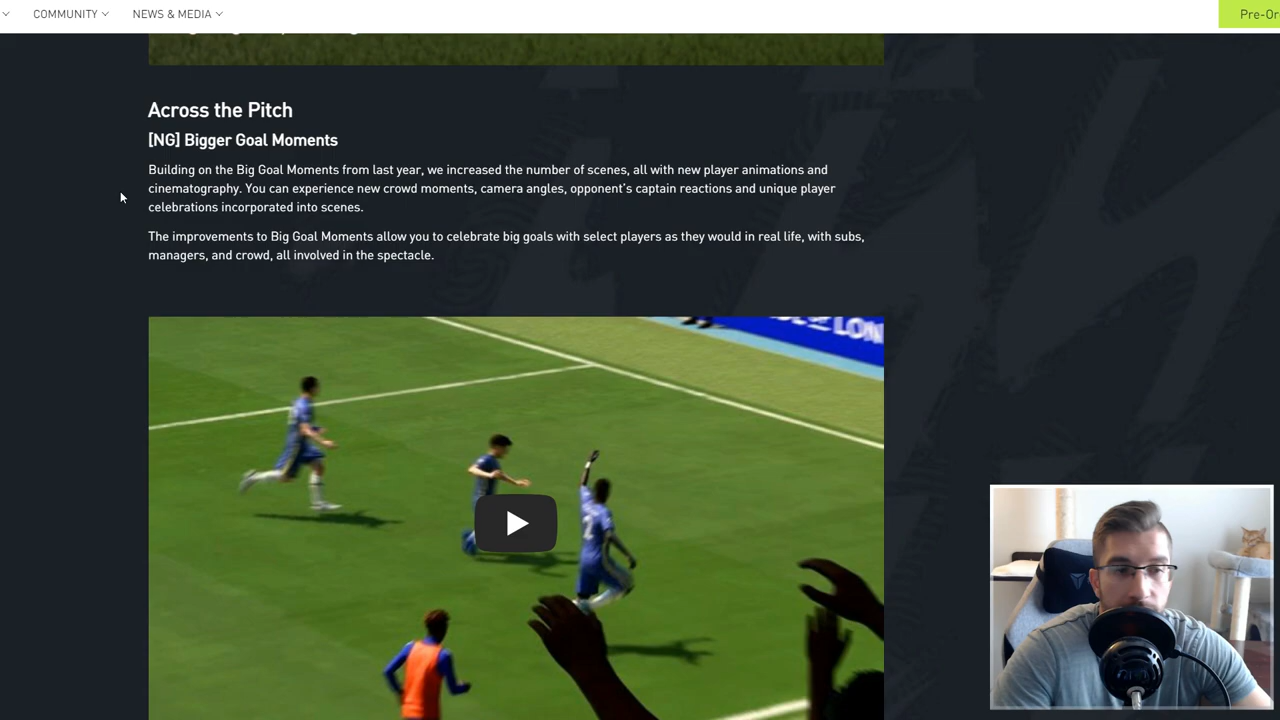 COMMUNITY
NEWS & MEDIA
Pre-Or
Across the Pitch
[NG] Bigger Goal Moments
Building on the Big Goal Moments from last year, we increased the number of scenes, all with new player animations and
cinematography. You can experience new crowd moments, camera angles, opponent's captain reactions and unique player
celebrations incorporated into scenes.
The improvements to Big Goal Moments allow you to celebrate big goals with select players as they would in real life, with subs,
managers, and crowd, all involved in the spectacle.
LON